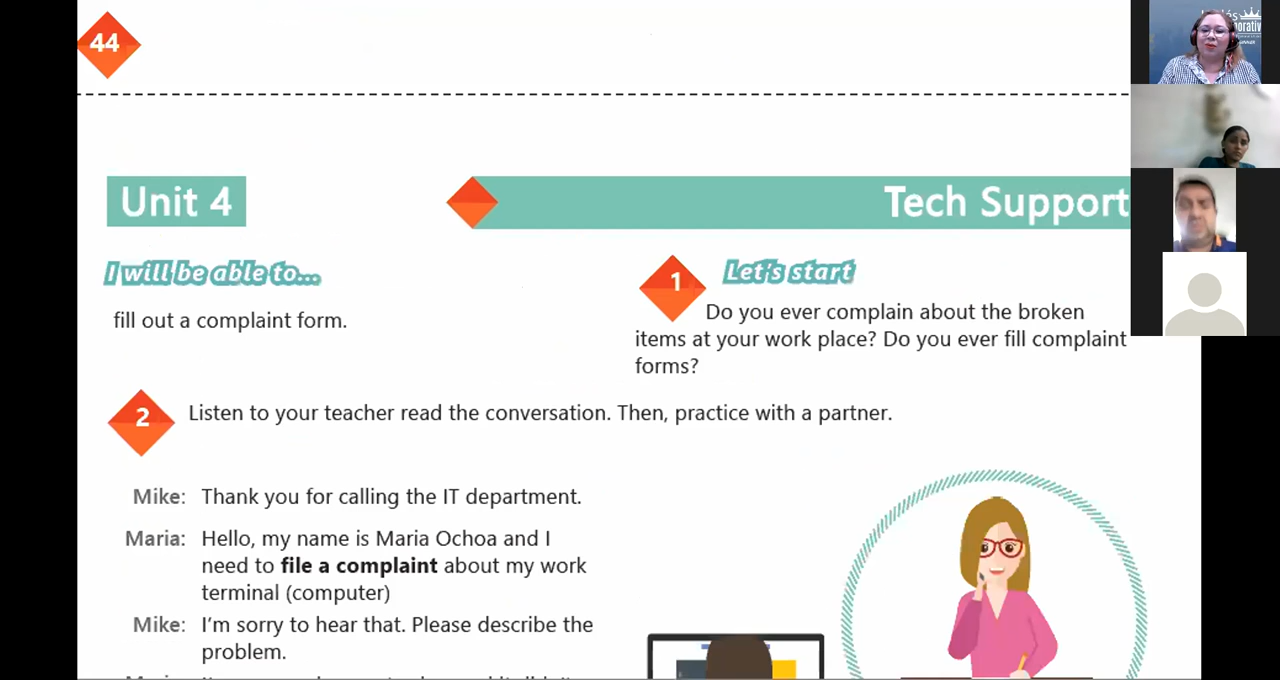 44
Unit 4
Tech Support
I will be able to...
fill out a complaint form.
1
Let's start
Do you ever complain about the broken
items at your work place? Do you ever fill complaint
forms?
2
Listen to your teacher read the conversation. Then, practice with a partner.
Mike: Thank you for calling the IT department.
Maria: Hello, my name is Maria Ochoa and I
need to file a complaint about my work
terminal (computer)
Mike: I'm sorry to hear that. Please describe the
problem.